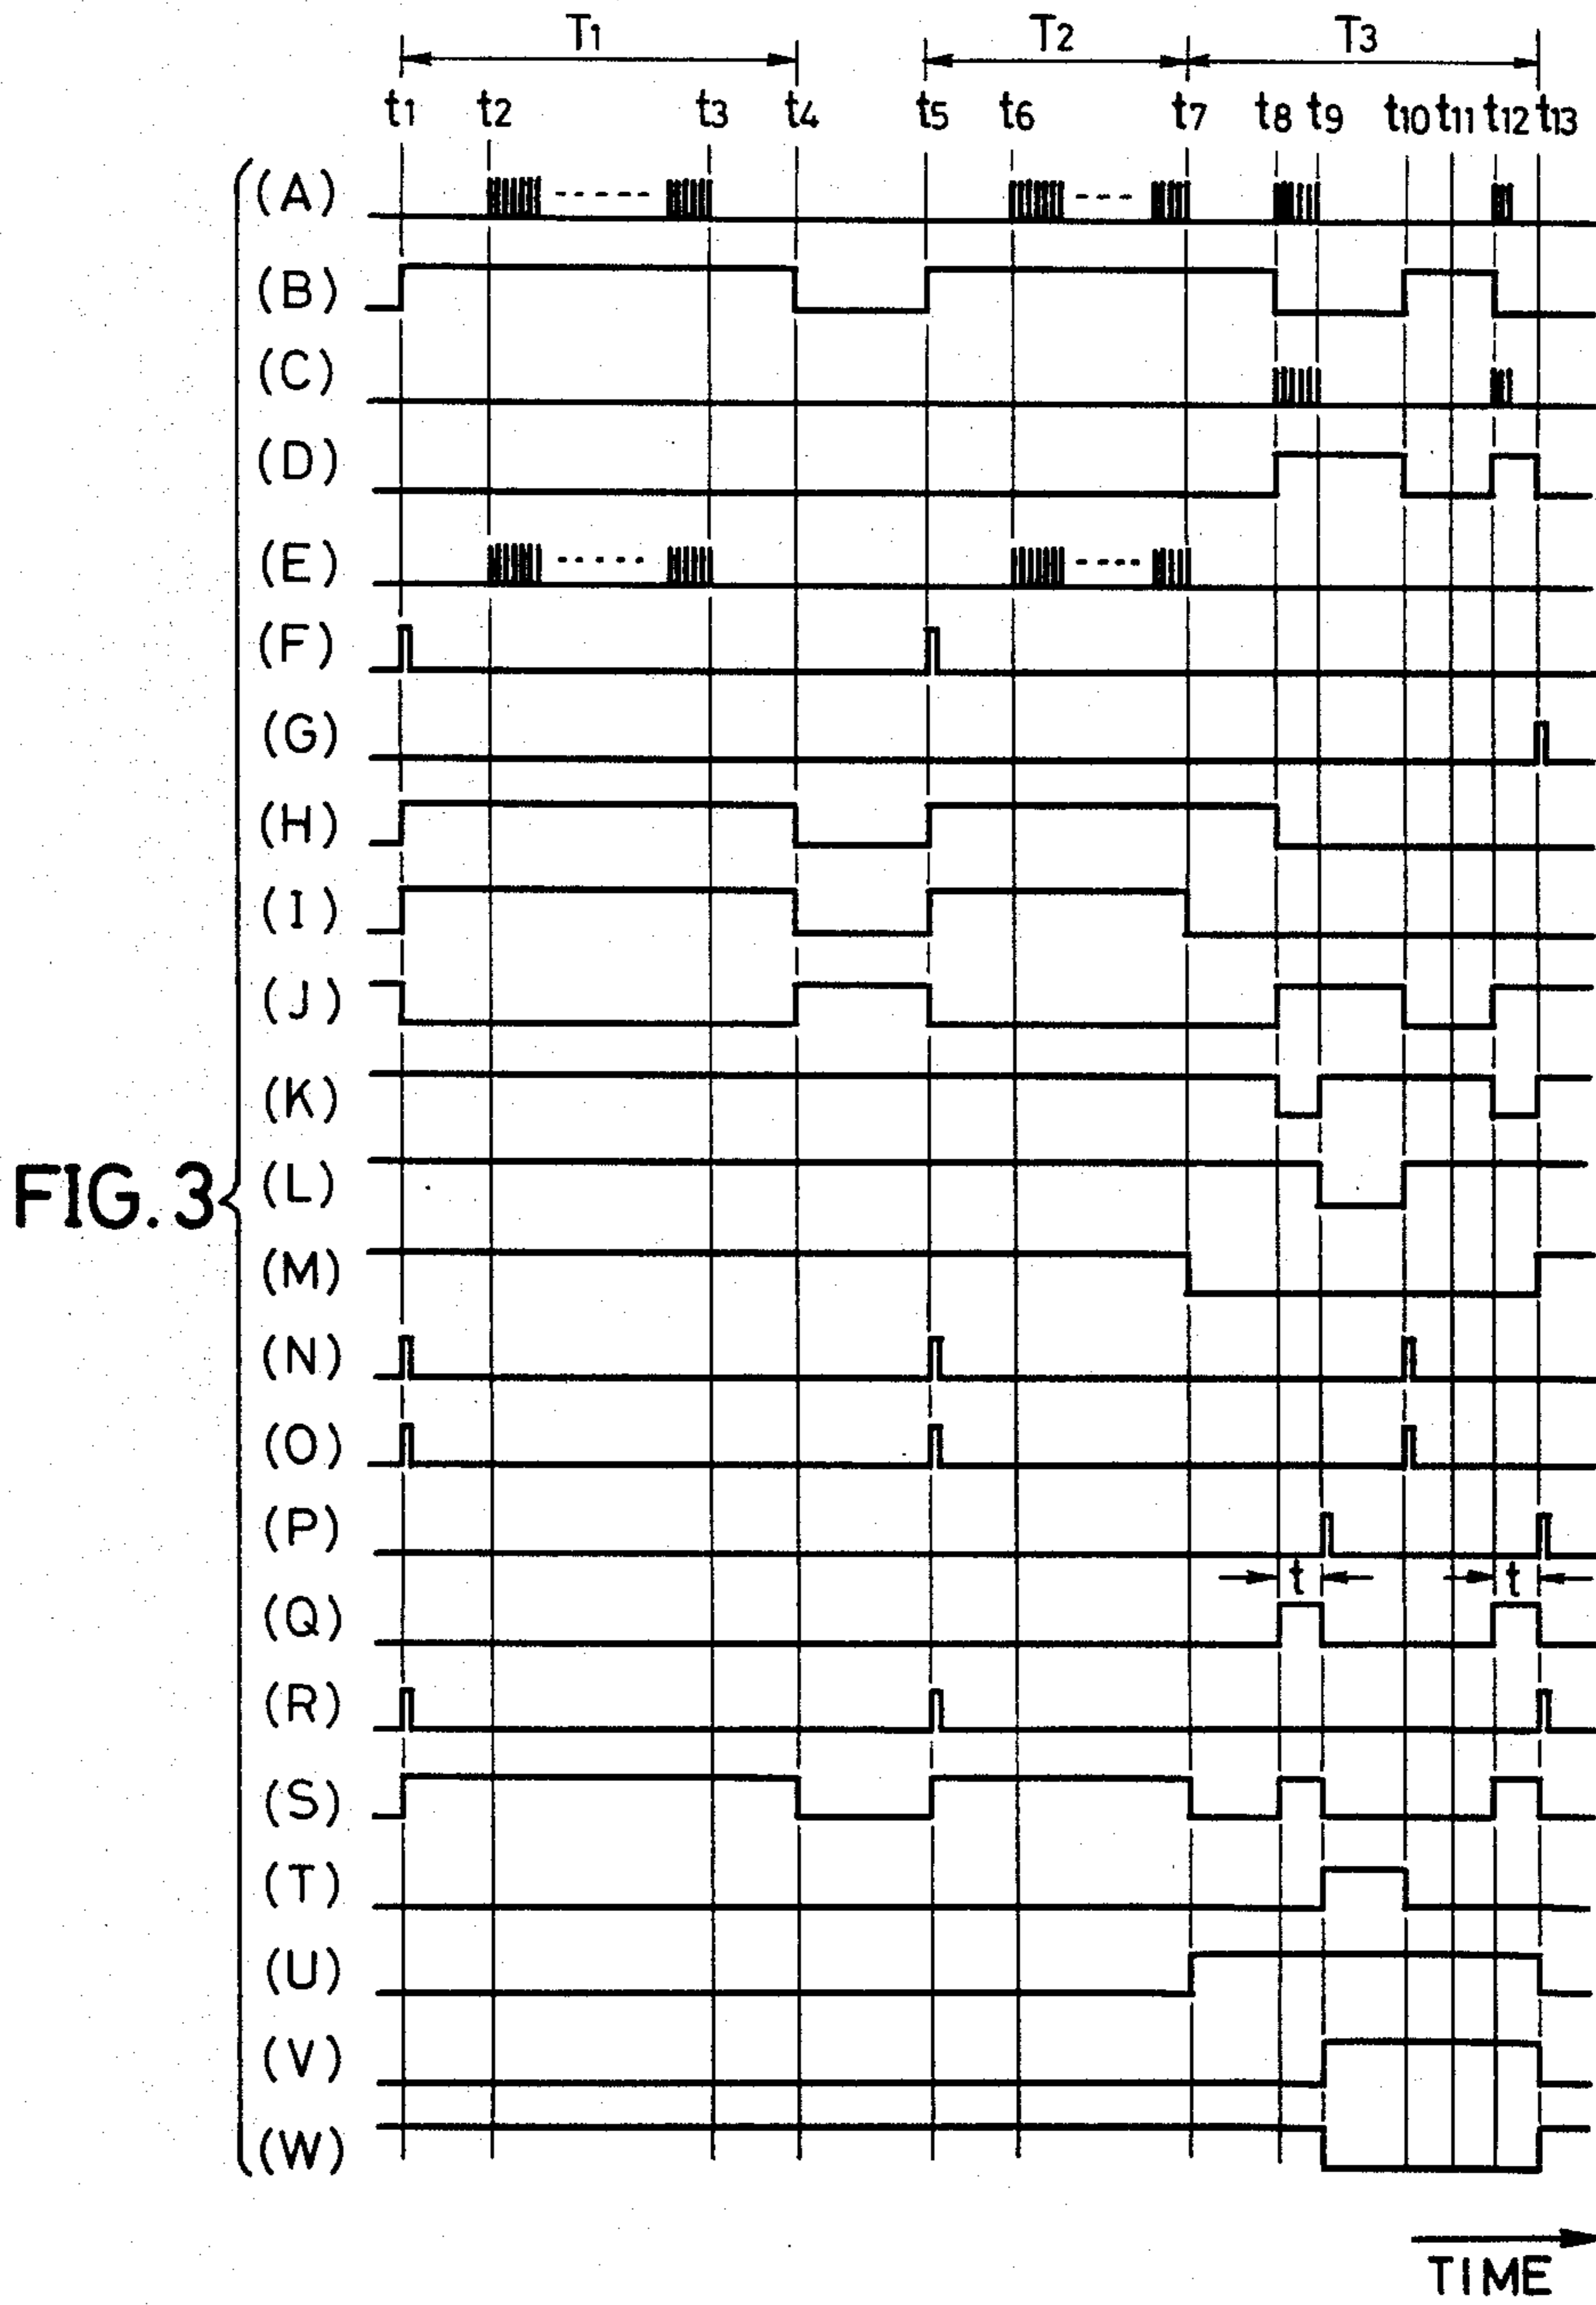 T1 T2 T3
t1 t2 t3 t4 t5 t6 t7 t8 t9 t10 t11 t12 t13
(A)
(B)
(C)
(D)
(E)
(F)
(G)
(H)
(I)
(J)
(K)
(L)
FIG. 3
(M)
(N)
(O)
(P)
t t
(Q)
(R)
(S)
(T)
(U)
(V)
(W)
TIME